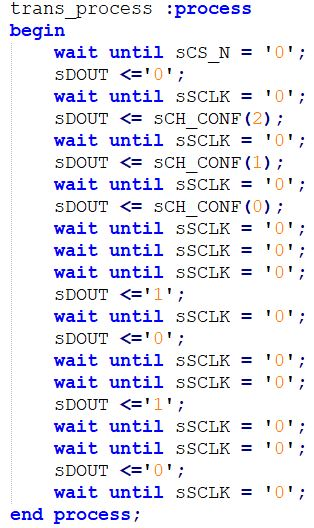 trans_process :process
begin
wait until sCS_N = '0';
sDOUT <='0';
wait until sSCLK = '0';
sDOUT <= sCH_CONF(2);
wait until sSCLK = '0';
sDOUT <= sCH_CONF(1);
wait until sSCLK = '0';
sDOUT <= sCH_CONF(0);
wait until sSCLK = '0';
wait until sSCLK = '0';
wait until sSCLK = '0';
sDOUT <='1';
wait until sSCLK = '0';
sDOUT <='0';
wait until sSCLK = '0';
wait until sSCLK = '0';
sDOUT <='1';
wait until sSCLK = '0';
wait until sSCLK = '0';
sDOUT <='0';
wait until sSCLK = '0';
end process;